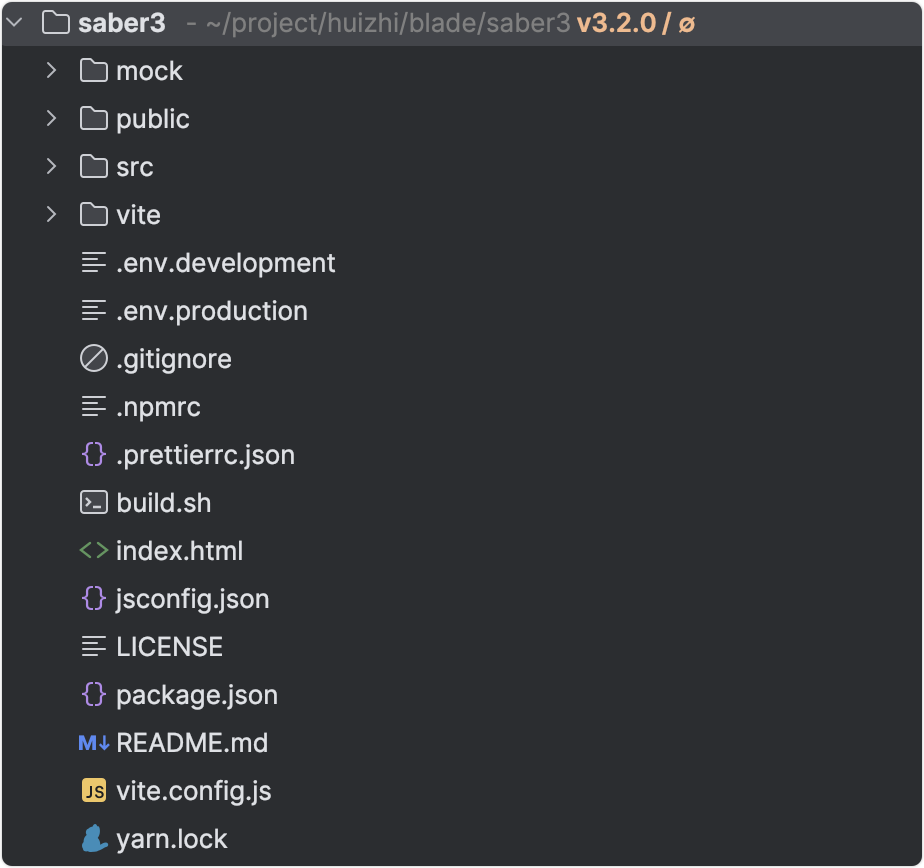 saber3 - ~/project/huizhi/blade/saber3 v3.2.0 / ø
mock
public
src
vite
.env.development
.env.production
.gitignore
.npmrc
{} .prettierrc.json
build.sh
<> index.html
{} jsconfig.json
LICENSE
{} package.json
M↓ README.md
JS vite.config.js
yarn.lock